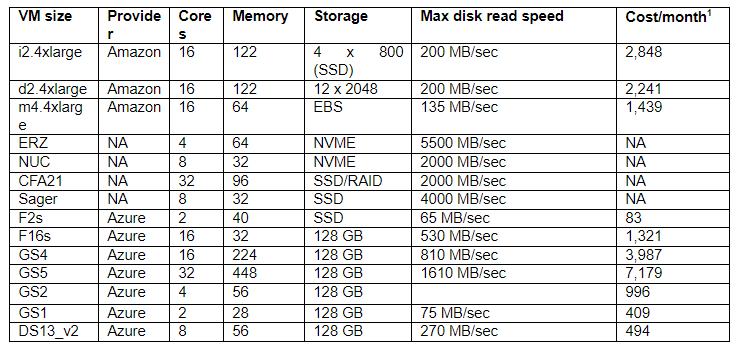 VM size Provider Cores Memory Storage Max disk read speed Cost/month1
i2.4xlarge Amazon 16 122 4 x 800 (SSD) 200 MB/sec 2,848
d2.4xlarge Amazon 16 122 12 x 2048 200 MB/sec 2,241
m4.4xlarge Amazon 16 64 EBS 135 MB/sec 1,439
ERZ NA 4 64 NVME 5500 MB/sec NA
NUC NA 8 32 NVME 2000 MB/sec NA
CFA21 NA 32 96 SSD/RAID 2000 MB/sec NA
Sager NA 8 32 SSD 4000 MB/sec NA
F2s Azure 2 40 SSD 65 MB/sec 83
F16s Azure 16 32 128 GB 530 MB/sec 1,321
GS4 Azure 16 224 128 GB 810 MB/sec 3,987
GS5 Azure 32 448 128 GB 1610 MB/sec 7,179
GS2 Azure 4 56 128 GB 996
GS1 Azure 2 28 128 GB 75 MB/sec 409
DS13_v2 Azure 8 56 128 GB 270 MB/sec 494